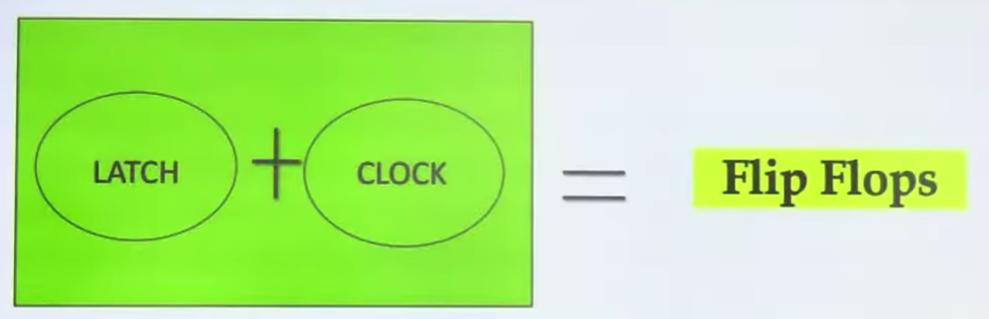 LATCH + CLOCK = Flip Flops